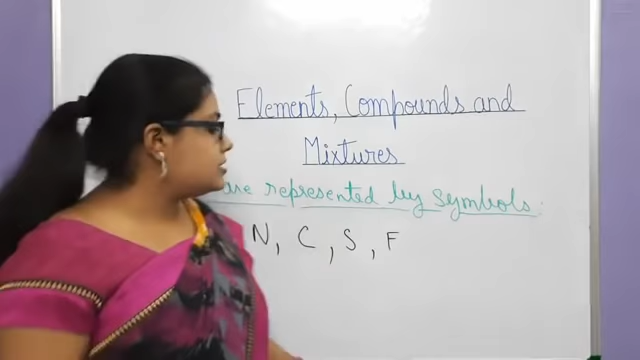 Elements, Compounds and
Mixtures
are represented by symbols.
N, C, S, F